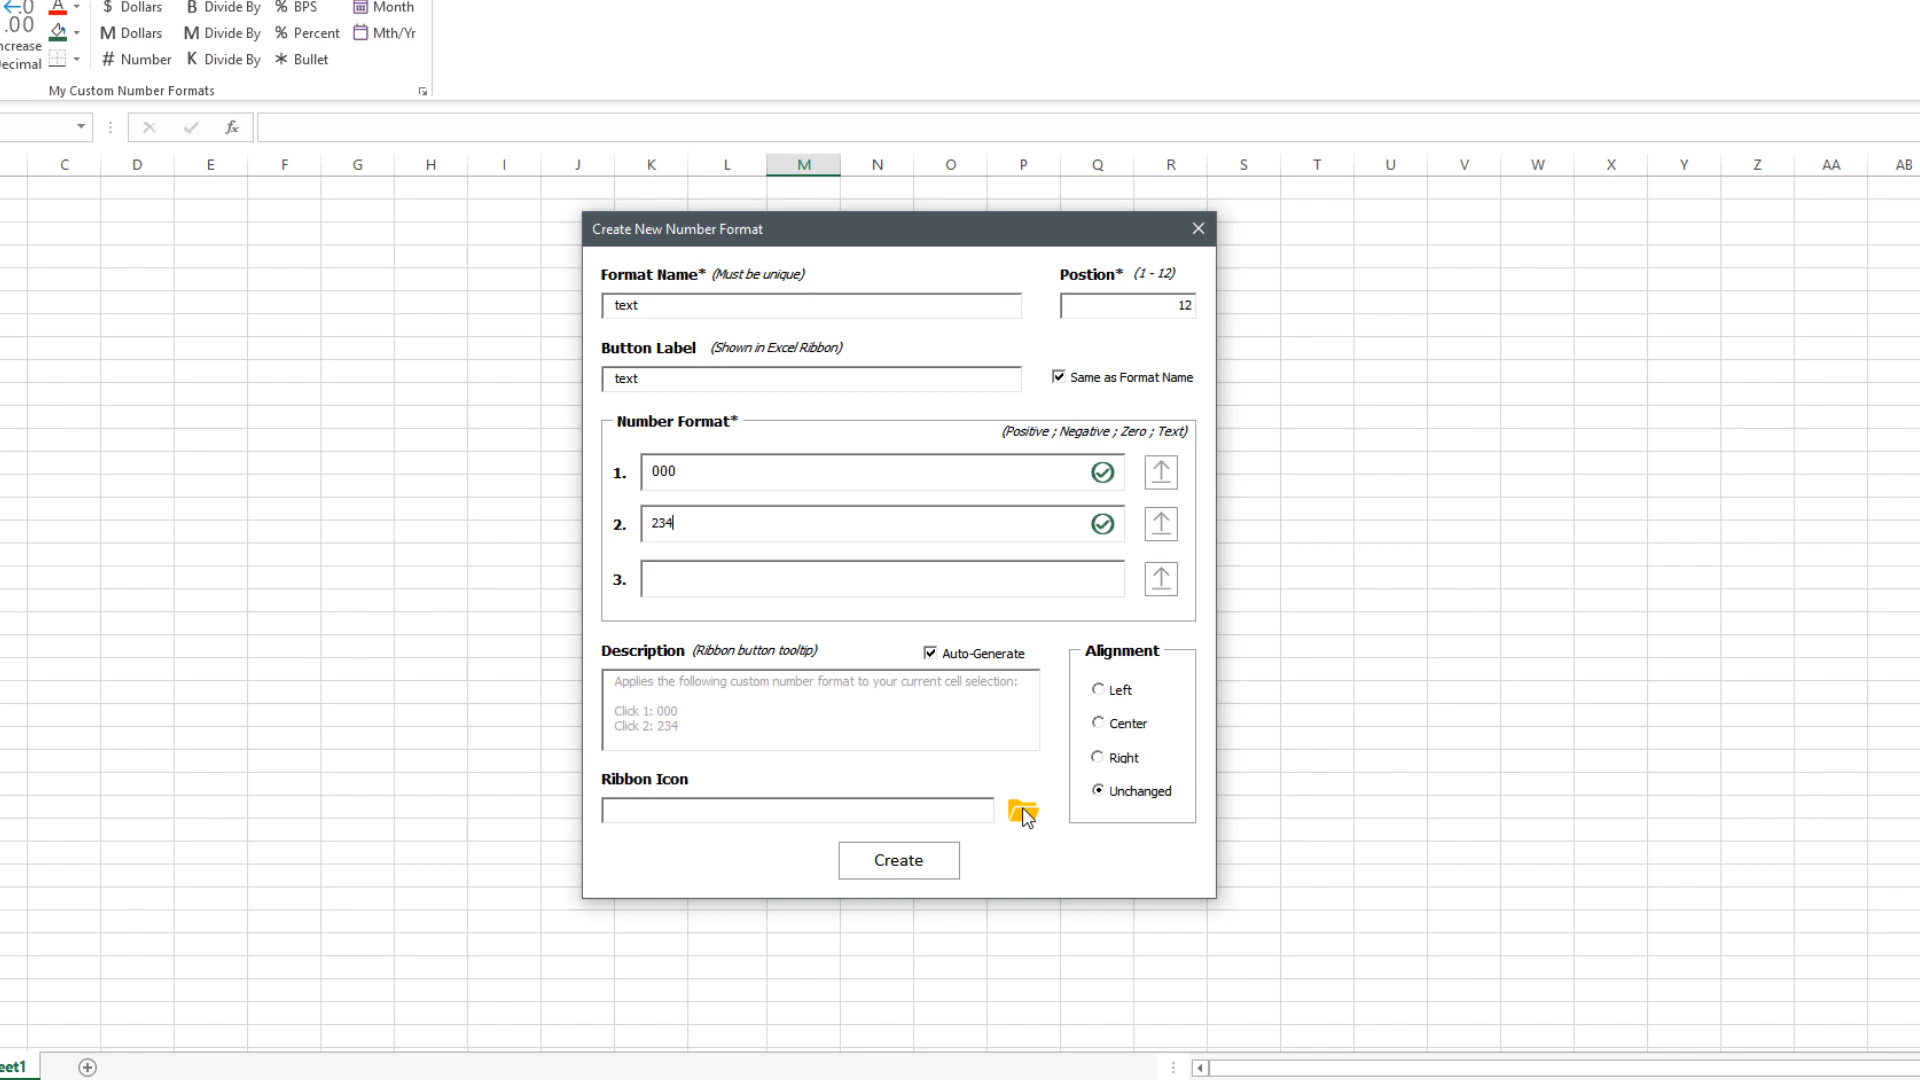 ←0 A $ Dollars B Divide By % BPS Month
.00 M Dollars M Divide By % Percent Mth/Yr
# Number K Divide By * Bullet
My Custom Number Formats
fx
C D E F G H I J K L M N O P Q R S T U V W X Y Z AA AB
Create New Number Format
Format Name* (Must be unique) Postion* (1 - 12)
text 12
Button Label (Shown in Excel Ribbon)
text Same as Format Name
Number Format*
(Positive ; Negative ; Zero ; Text)
1. 000
2. 234
3.
Description (Ribbon button tooltip) Auto-Generate Alignment
Applies the following custom number format to your current cell selection:
Left
Click 1: 000
Click 2: 234
Center
Right
Ribbon Icon
Unchanged
Create
eet1